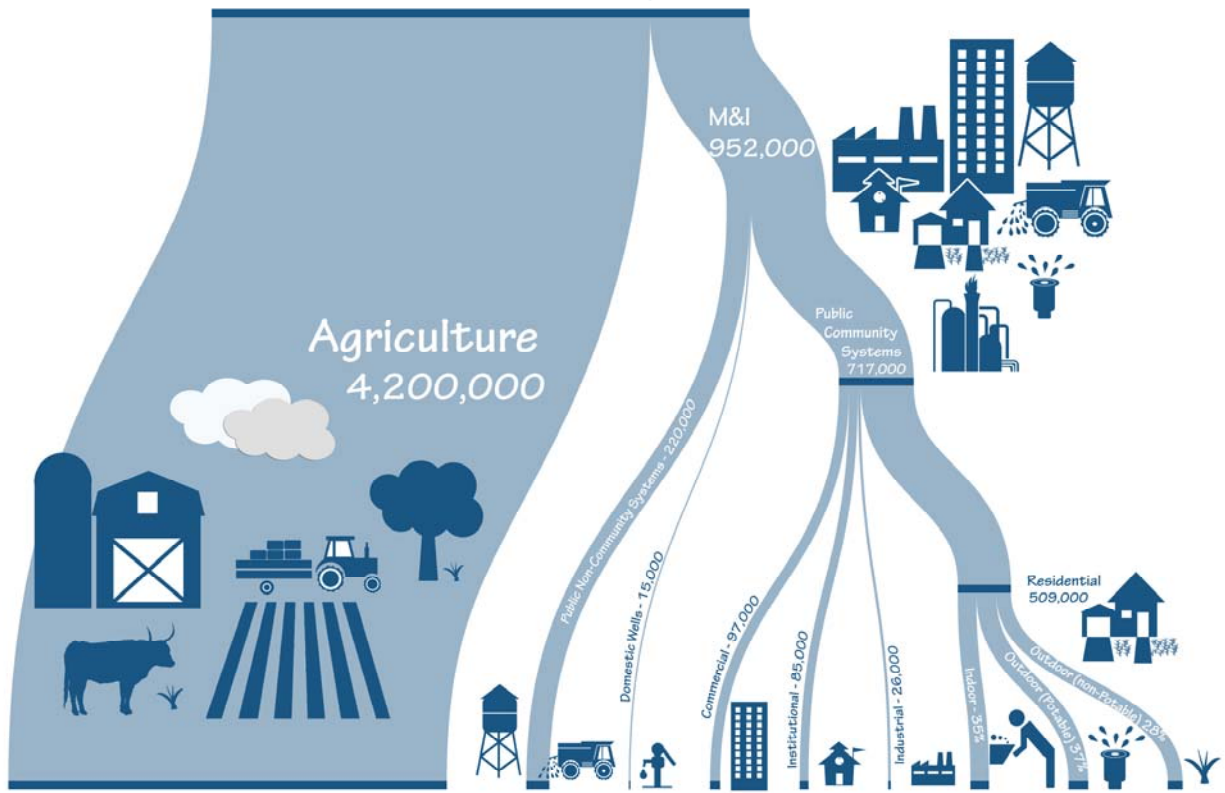 M&I
952,000
Agriculture
4,200,000
Public
Community
Systems
717,000
Public Non-Community Systems - 220,000
Domestic Wells - 15,000
Commercial - 97,000
Institutional - 85,000
Industrial - 26,000
Residential
509,000
Indoor - 35%
Outdoor (Potable) 37%
Outdoor (non-Potable) 28%